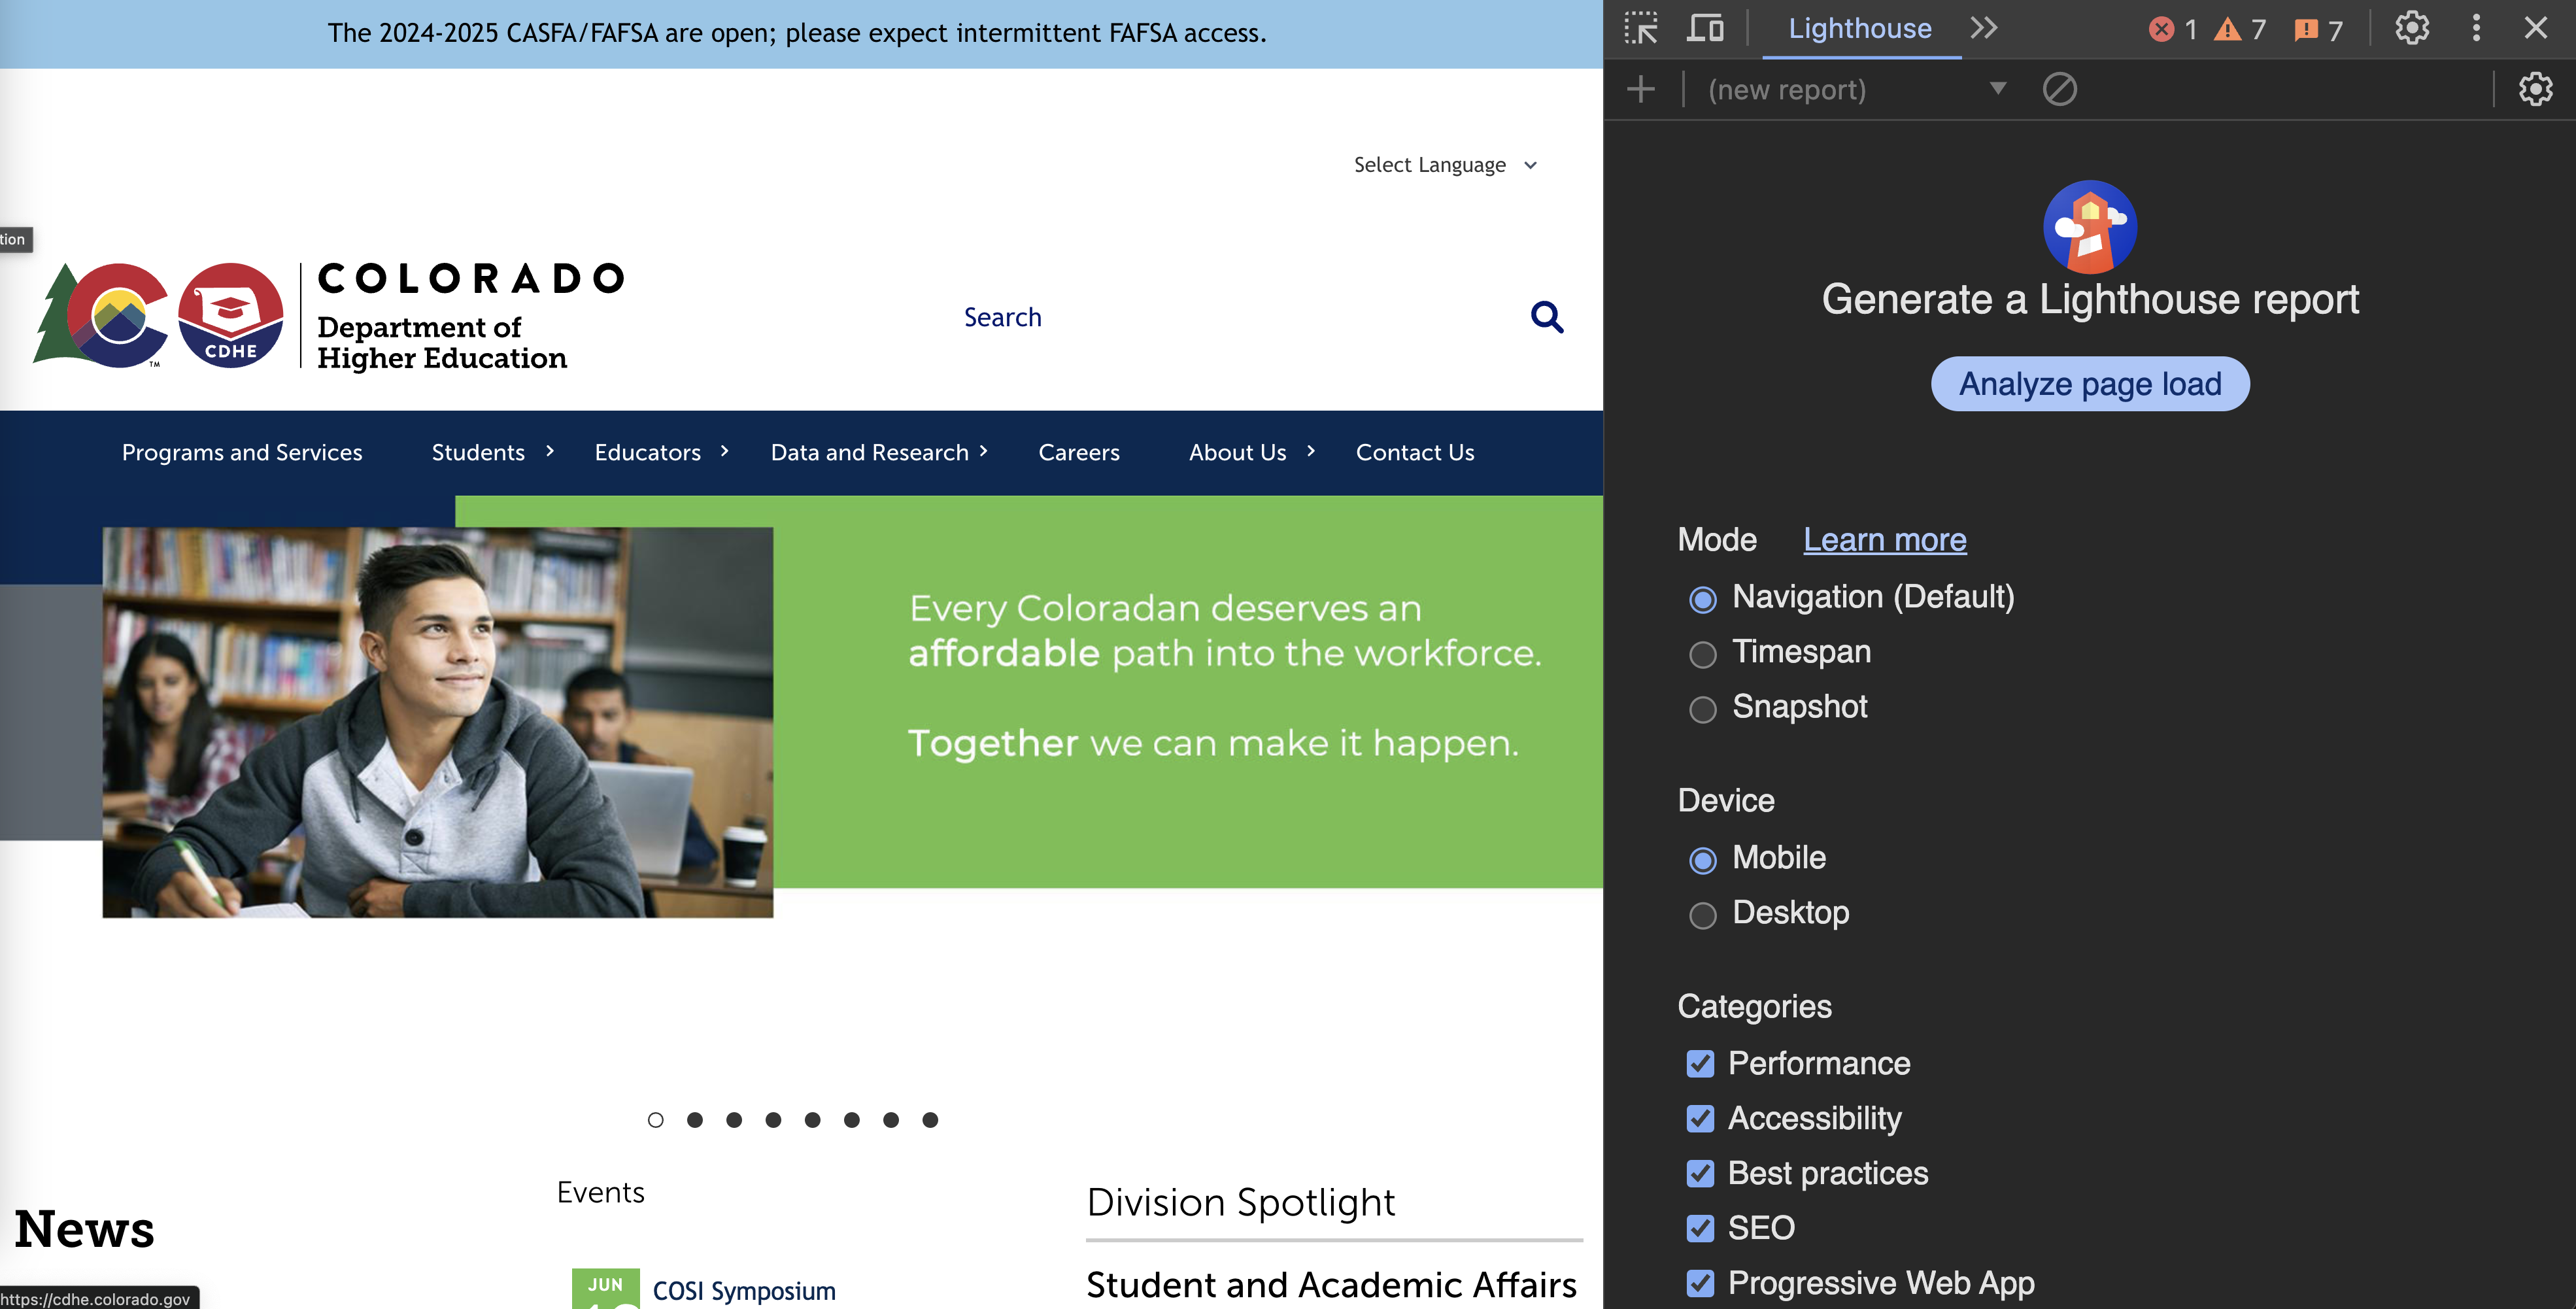 The 2024-2025 CASFA/FAFSA are open; please expect intermittent FAFSA access.
Select Language
tion
COLORADO
Department of
Higher Education
CDHE
TM
Search
Programs and Services
Students
Educators
Data and Research
Careers
About Us
Contact Us
Every Coloradan deserves an
affordable path into the workforce.
Together we can make it happen.
Events
News
JUN
COSI Symposium
Division Spotlight
Student and Academic Affairs
https://cdhe.colorado.gov
Lighthouse
1
7
7
(new report)
Generate a Lighthouse report
Analyze page load
Mode
Learn more
Navigation (Default)
Timespan
Snapshot
Device
Mobile
Desktop
Categories
Performance
Accessibility
Best practices
SEO
Progressive Web App